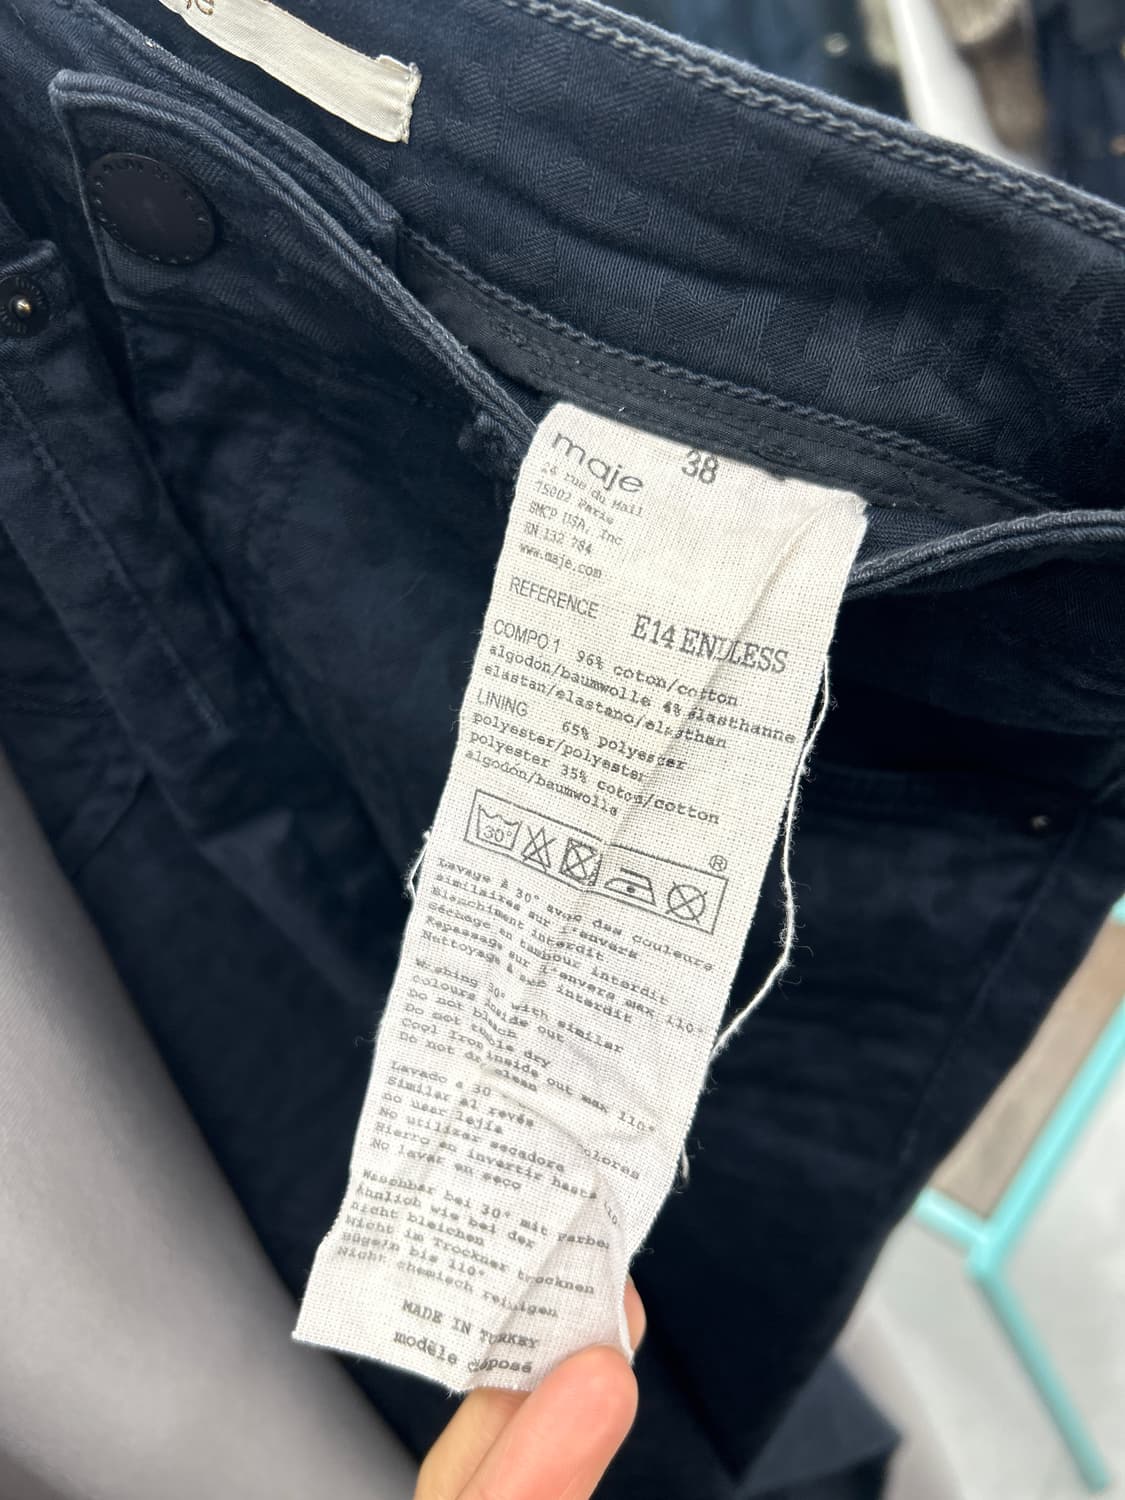 maje 38
24 rue du Mail
75002 Paris
SMCP USA, Inc
RN 132 784
www.maje.com
REFERENCE E14 ENDLESS
COMPO 1 96% coton/cotton
algodón/baumwolle 4% élasthanne
elastan/elastano/elasthan
LINING 65% polyester
polyester/polyester
polyester 35% coton/cotton
algodón/baumwolle
30° ®
Lavage à 30° avec des couleurs
similaires sur l'envers
Blanchiment interdit
Séchage en tambour interdit
Repassage sur l'envers max 110°
Nettoyage à sec interdit
Washing 30° with similar
Colours inside out
Do not bleach
Do not tumble dry
Cool iron inside out max 110°
Do not dry clean
Lavado a 30° colores
Similar al revés
no usar lejía
No utilizar secadora
Hierro en invertir hasta 110°
No lavar en seco
Waschbar bei 30° mit Farben
Ähnlich wie bei der
nicht bleichen
Nicht im Trockner trocknen
Bügeln bis 110°
Nicht chemisch reinigen
MADE IN TURKEY
modèle déposé